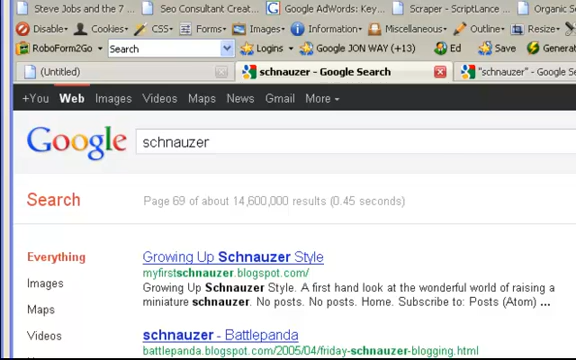 Steve Jobs and the 7 ... Seo Consultant Creat... Google AdWords: Key... Scraper - ScriptLance ... Organic Se
Disable▾ Cookies▾ CSS▾ Forms▾ Images▾ Information▾ Miscellaneous▾ Outline▾ Resize▾
RoboForm2Go ▾ Search Logins ▾ Google JON WAY (+13) Ed Save Generat
(Untitled) schnauzer - Google Search "schnauzer" - Google Se
+You Web Images Videos Maps News Gmail More ▾
Google schnauzer
Search Page 69 of about 14,600,000 results (0.45 seconds)
Everything Growing Up Schnauzer Style
myfirstschnauzer.blogspot.com/
Images Growing Up Schnauzer Style. A first hand look at the wonderful world of raising a
miniature schnauzer. No posts. No posts. Home. Subscribe to: Posts (Atom) ...
Maps
Videos schnauzer - Battlepanda
battlepanda.blogspot.com/2005/04/friday-schnauzer-blogging.html